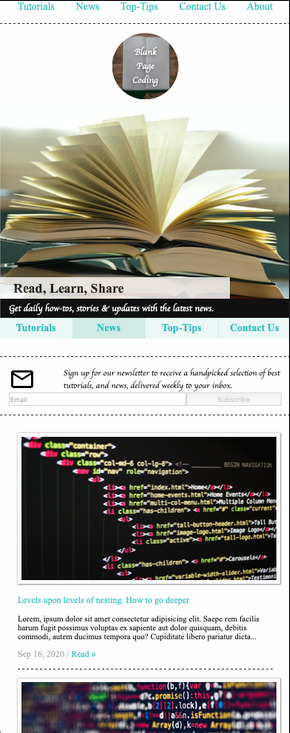 Tutorials News Top-Tips Contact Us About
Blank
Page
Coding
Read, Learn, Share
Get daily how-tos, stories & updates with the latest news.
Tutorials News Top-Tips Contact Us
Sign up for our newsletter to receive a handpicked selection of best
tutorials, and news, delivered weekly to your inbox.
Email Subscribe
<div class="container">
<div class="row">
<div class="col-md-6 col-lg-8"> <!-- BEGIN NAVIGATION
<nav id="nav" role="navigation">
<ul>
<li><a href="index.html">Home</a></li>
<li><a href="home-events.html">Home Events</a></li>
<li><a href="multi-col-menu.html">Multiple Column
<li class="has-children"> <a href="#" class="current"
<ul>
<li><a href="tall-button-header.html">Tall But
<li><a href="image-logo.html">Image Logo</a>
<li class="active"><a href="tall-logo.html">Ta
</ul>
</li>
<li class="has-children"> <a href="#">Carousels</a>
<ul>
<li><a href="variable-width-slider.html">Variab
Levels upon levels of nesting. How to go deeper
Lorem, ipsum dolor sit amet consectetur adipisicing elit. Saepe rem facilis
harum fugit possimus voluptas ex sapiente aut dolor quisquam, debitis
commodi, autem ducimus tempora quo? Cupiditate libero pariatur dicta...
Sep 16, 2020 / Read »